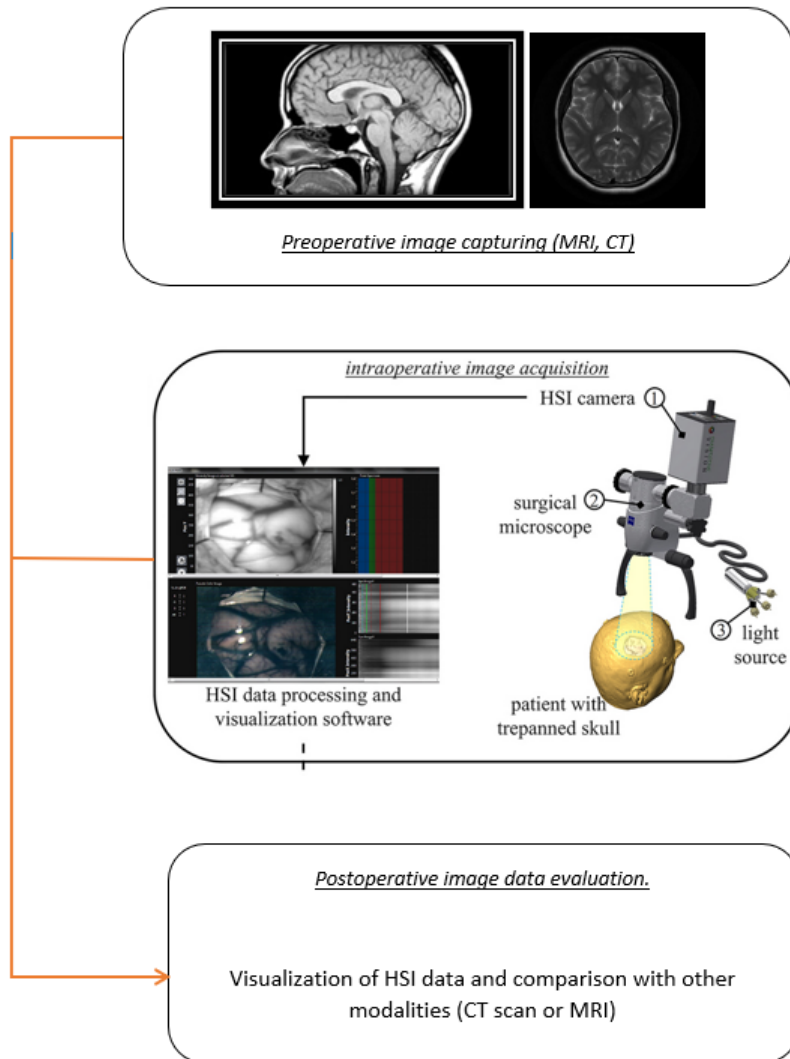 Preoperative image capturing (MRI, CT)
intraoperative image acquisition
HSI camera ①
surgical
microscope
②
③ light
source
HSI data processing and
visualization software
patient with
trepanned skull
Postoperative image data evaluation.
Visualization of HSI data and comparison with other
modalities (CT scan or MRI)